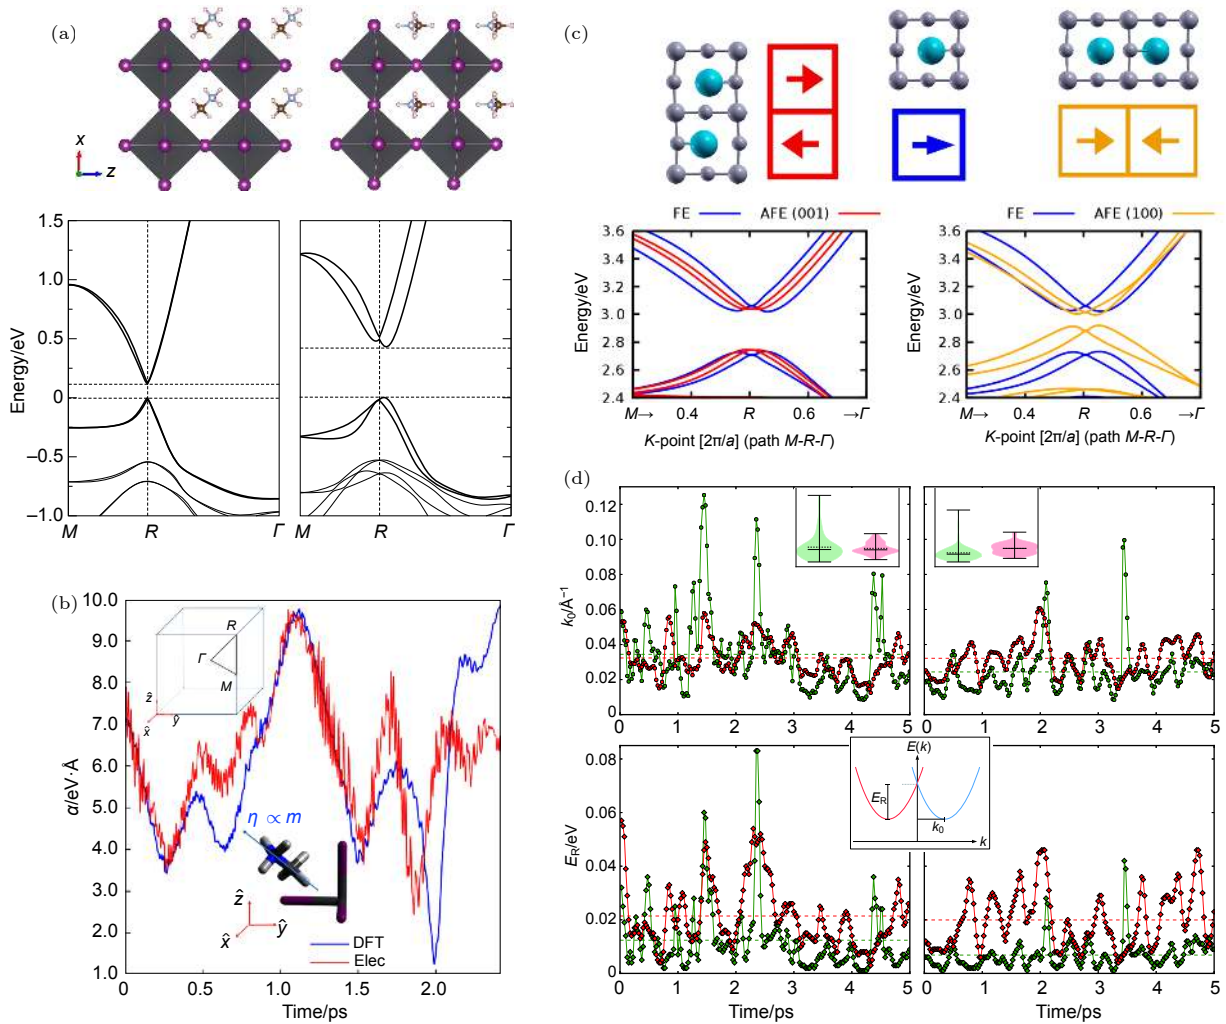 (a)
x
z
1.5
1.0
0.5
0
−0.5
−1.0
Energy/eV
M
R
Γ
M
R
Γ
(b)
10.0
9.0
8.0
7.0
6.0
5.0
4.0
3.0
2.0
1.0
α/eV·Å
R
Γ
M
ẑ
ŷ
x̂
η ∝ m
ẑ
ŷ
x̂
DFT
Elec
0
0.5
1.0
1.5
2.0
Time/ps
(c)
FE
AFE (001)
3.6
3.4
3.2
3.0
2.8
2.6
2.4
Energy/eV
M→
0.4
R
0.6
→Γ
K-point [2π/a] (path M-R-Γ)
FE
AFE (100)
3.6
3.4
3.2
3.0
2.8
2.6
2.4
Energy/eV
M→
0.4
R
0.6
→Γ
K-point [2π/a] (path M-R-Γ)
(d)
0.10
0.08
0.06
0.04
0.02
0
k₀/Å⁻¹
0 1 2 3 4 5
Time/ps
0 1 2 3 4 5
Time/ps
0.08
0.06
0.04
0.02
0
E_R/eV
E(k)
E_R
k₀
k
0 1 2 3 4 5
Time/ps
0 1 2 3 4 5
Time/ps